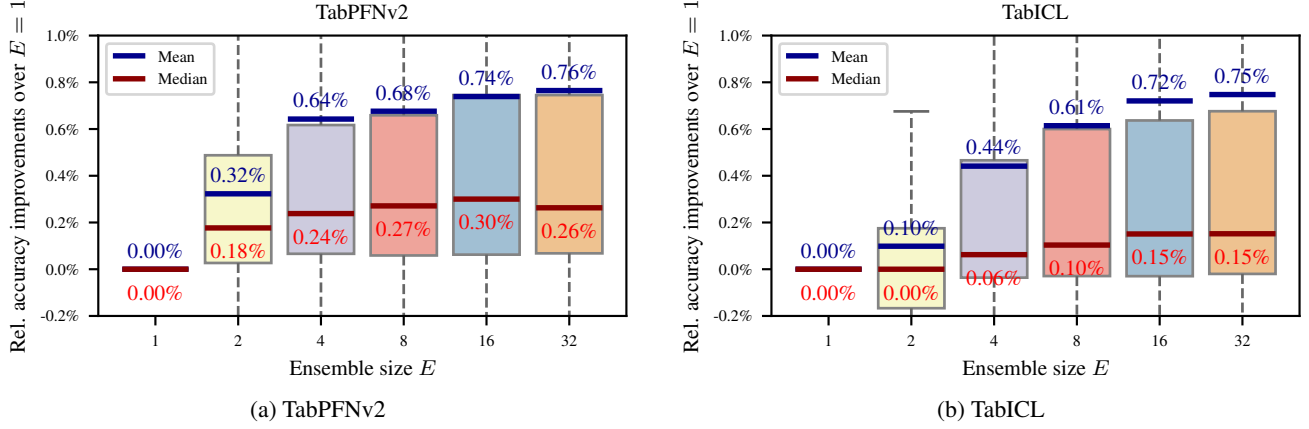 TabPFNv2
Rel. accuracy improvements over E = 1
1.0%
0.8%
0.6%
0.4%
0.2%
0.0%
-0.2%
Mean
Median
0.00%
0.32%
0.64%
0.68%
0.74%
0.76%
0.00%
0.18%
0.24%
0.27%
0.30%
0.26%
1 2 4 8 16 32
Ensemble size E
(a) TabPFNv2
TabICL
Rel. accuracy improvements over E = 1
1.0%
0.8%
0.6%
0.4%
0.2%
0.0%
-0.2%
Mean
Median
0.00%
0.10%
0.44%
0.61%
0.72%
0.75%
0.00%
0.00%
0.06%
0.10%
0.15%
0.15%
1 2 4 8 16 32
Ensemble size E
(b) TabICL